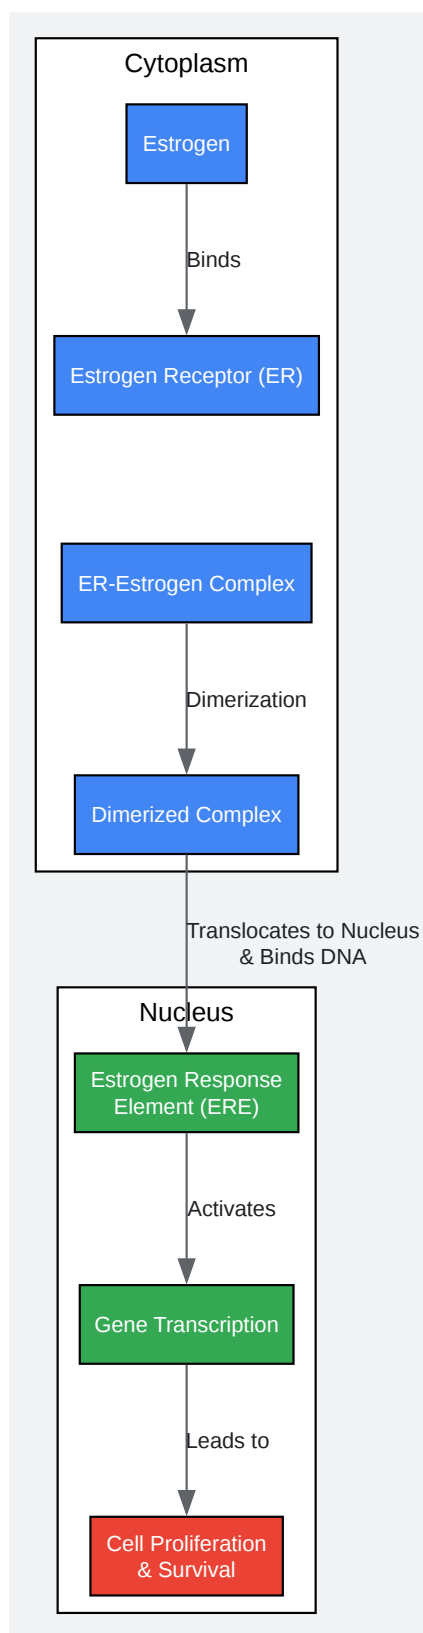 Cytoplasm
Estrogen
Binds
Estrogen Receptor (ER)
ER-Estrogen Complex
Dimerization
Dimerized Complex
Translocates to Nucleus
& Binds DNA
Nucleus
Estrogen Response
Element (ERE)
Activates
Gene Transcription
Leads to
Cell Proliferation
& Survival